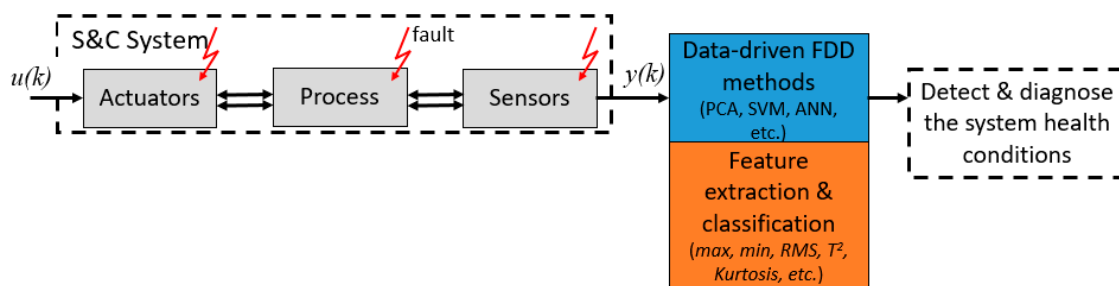 S&C System
fault
u(k)
Actuators
Process
Sensors
y(k)
Data-driven FDD
methods
(PCA, SVM, ANN,
etc.)
Feature
extraction &
classification
(max, min, RMS, T²,
Kurtosis, etc.)
Detect & diagnose
the system health
conditions